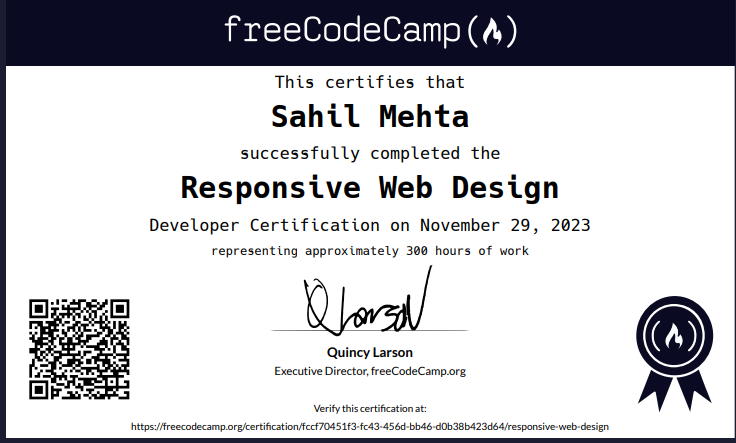 freeCodeCamp
This certifies that
Sahil Mehta
successfully completed the
Responsive Web Design
Developer Certification on November 29, 2023
representing approximately 300 hours of work
Q Larson
Quincy Larson
Executive Director, freeCodeCamp.org
Verify this certification at:
https://freecodecamp.org/certification/fccf70451f3-fc43-456d-bb46-d0b38b423d64/responsive-web-design